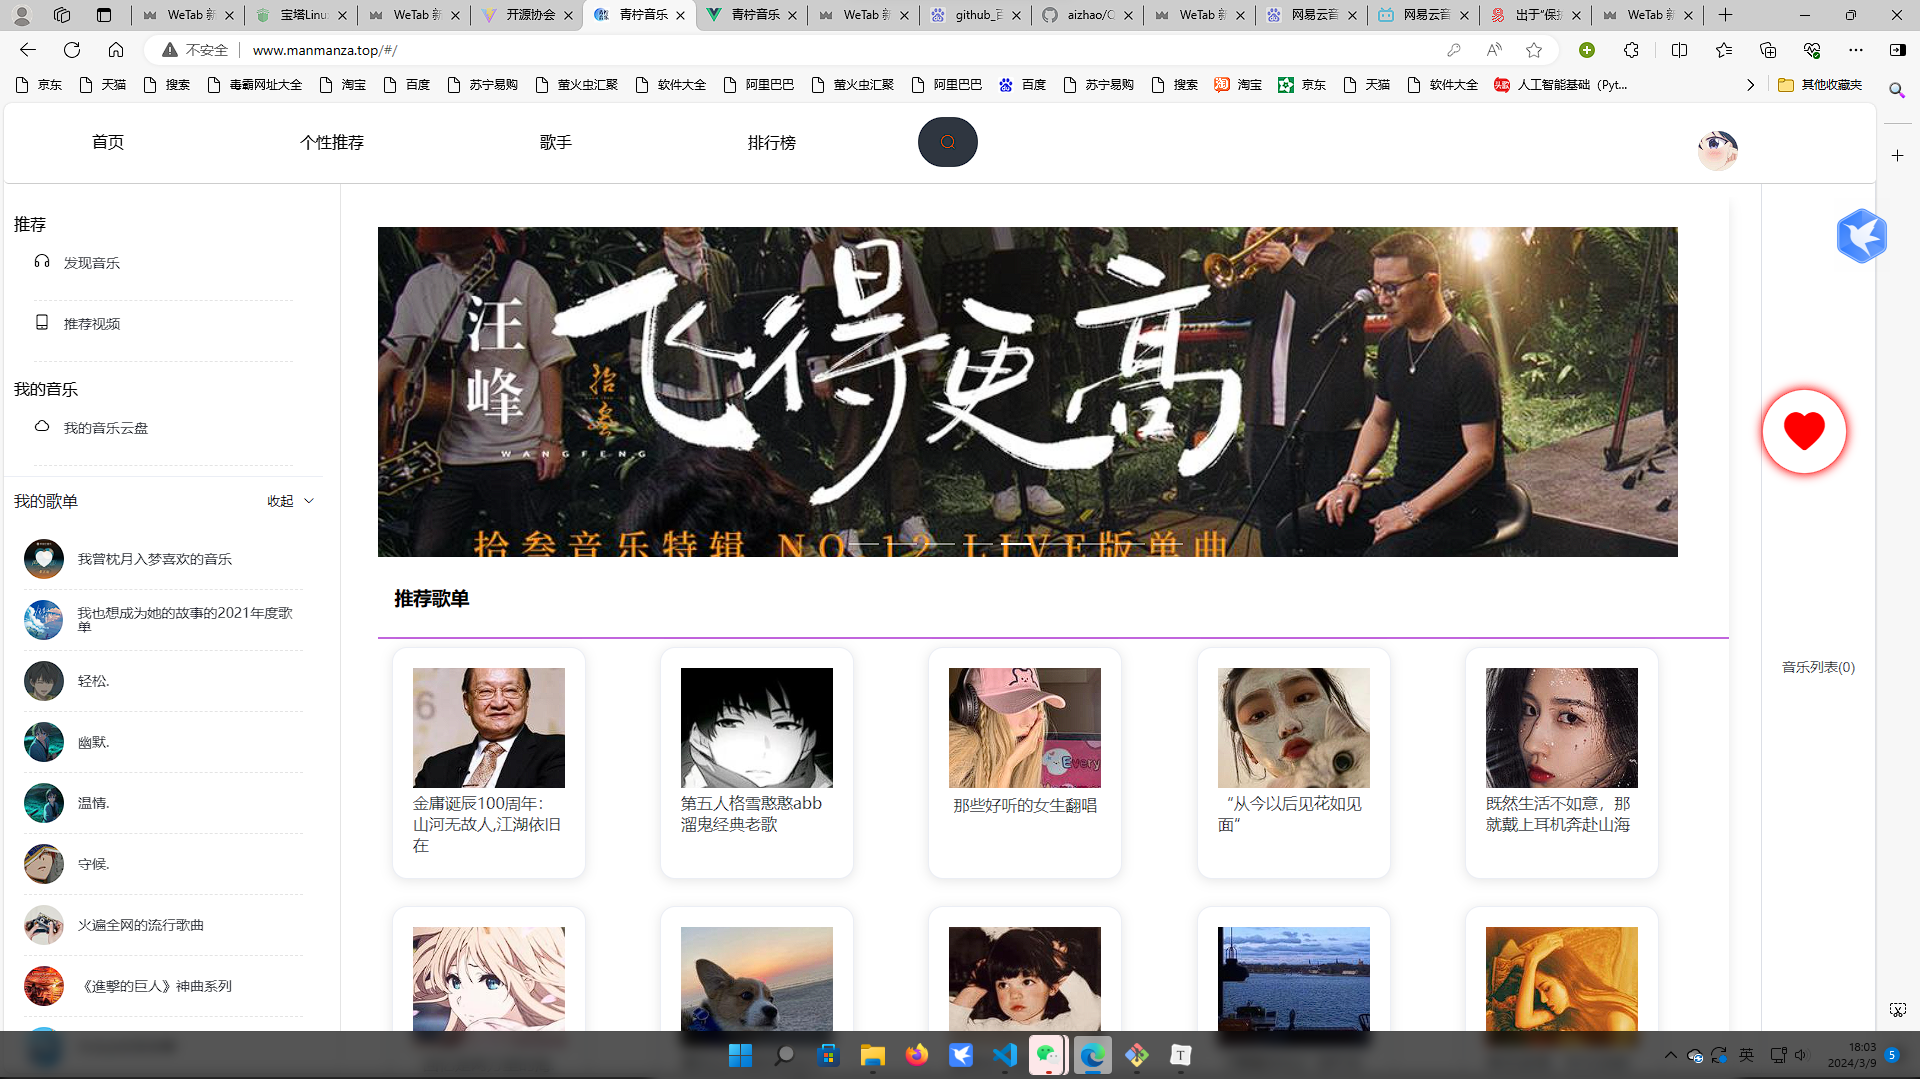 WeTab 新
宝塔Linux
WeTab 新
开源协会
青柠音乐
青柠音乐
WeTab 新
github_百
aizhao/Q
WeTab 新
网易云音
网易云音
出于“保护
WeTab 新
不安全
www.manmanza.top/#/
京东
天猫
搜索
毒霸网址大全
淘宝
百度
苏宁易购
萤火虫汇聚
软件大全
阿里巴巴
萤火虫汇聚
阿里巴巴
百度
苏宁易购
搜索
淘宝
京东
天猫
软件大全
人工智能基础（Pyt...
其他收藏夹
首页
个性推荐
歌手
排行榜
推荐
发现音乐
推荐视频
我的音乐
我的音乐云盘
我的歌单
收起
我曾枕月入梦喜欢的音乐
我也想成为她的故事的2021年度歌
单
轻松.
幽默.
温情.
守候.
火遍全网的流行歌曲
《進擊的巨人》神曲系列
汪峰
拾叁
飞得更高
WANGFENG
拾叁音乐特辑 NO.12 LIVE版单曲
推荐歌单
金庸诞辰100周年：
山河无故人,江湖依旧
在
第五人格雪憨憨abb
溜鬼经典老歌
那些好听的女生翻唱
“从今以后见花如见
面“
既然生活不如意，那
就戴上耳机奔赴山海
音乐列表(0)
英
18:03
2024/3/9
5